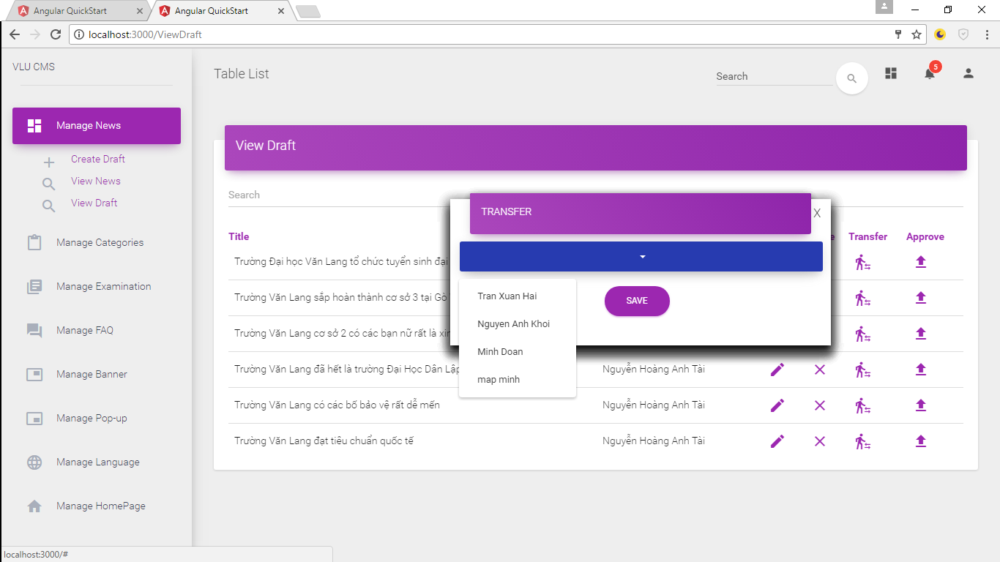 Angular QuickStart
Angular QuickStart
localhost:3000/ViewDraft
VLU CMS
Manage News
Create Draft
View News
View Draft
Manage Categories
Manage Examination
Manage FAQ
Manage Banner
Manage Pop-up
Manage Language
Manage HomePage
Table List
Search
5
View Draft
Search
Title
Transfer
Approve
Trường Đại học Văn Lang tổ chức tuyển sinh đại
Trường Văn Lang sắp hoàn thành cơ sở 3 tại Gò
Trường Văn Lang cơ sở 2 có các bạn nữ rất là xin
Trường Văn Lang đã hết là trường Đại Học Dân Lập
Nguyễn Hoàng Anh Tài
Trường Văn Lang có các bố bảo vệ rất dễ mến
Nguyễn Hoàng Anh Tài
Trường Văn Lang đạt tiêu chuẩn quốc tế
Nguyễn Hoàng Anh Tài
TRANSFER
X
Tran Xuan Hai
Nguyen Anh Khoi
Minh Doan
map minh
SAVE
localhost:3000/#